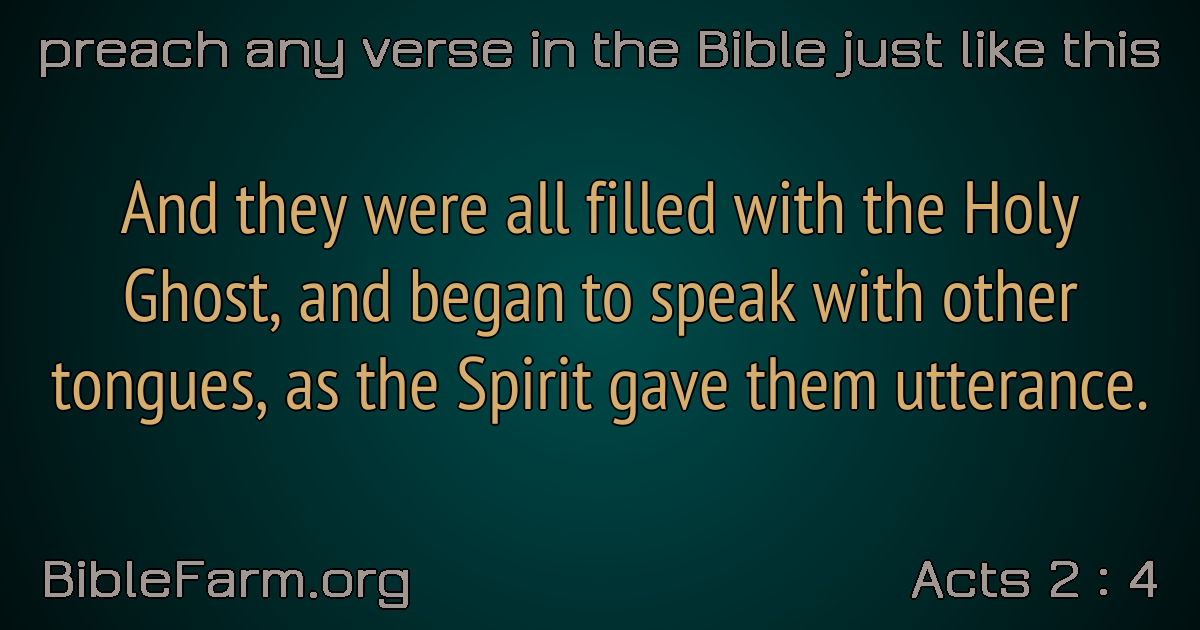 preach any verse in the Bible just like this
And they were all filled with the Holy
Ghost, and began to speak with other
tongues, as the Spirit gave them utterance.
BibleFarm.org
Acts 2 : 4